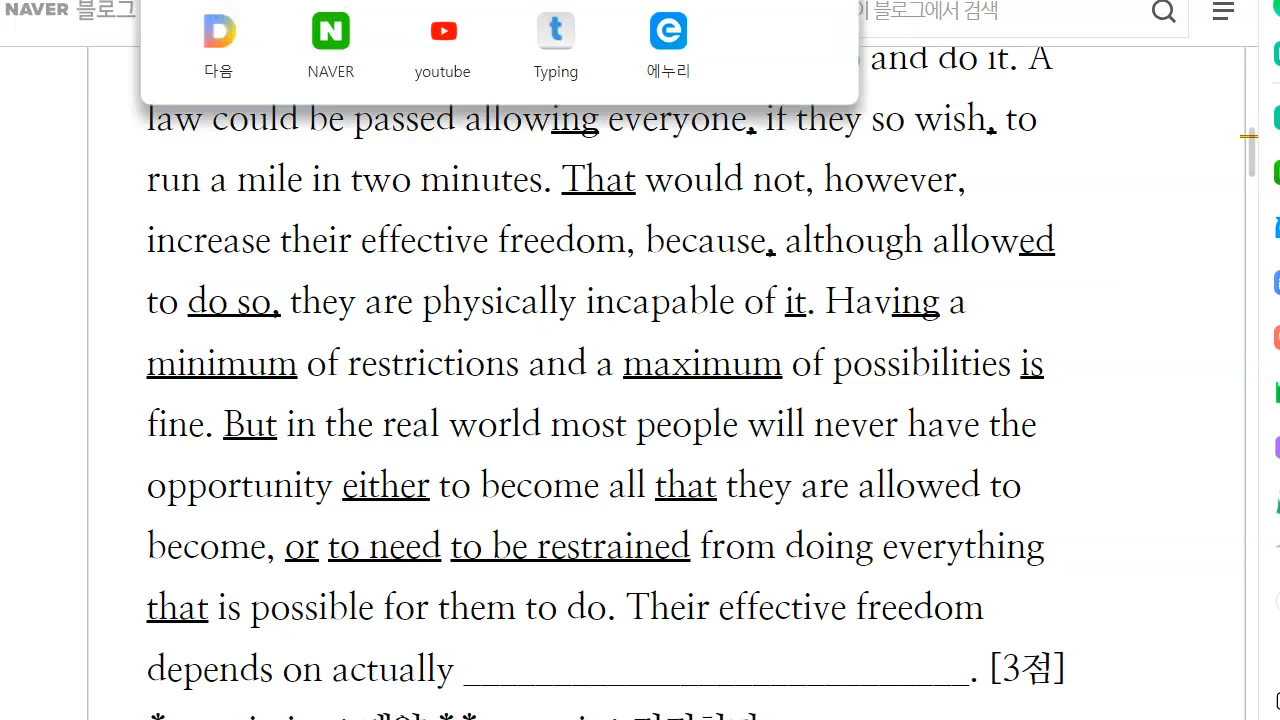 NAVER 블로그
이 블로그에서 검색
다음 NAVER youtube Typing 에누리
and do it. A
law could be passed allowing everyone, if they so wish, to
run a mile in two minutes. That would not, however,
increase their effective freedom, because, although allowed
to do so, they are physically incapable of it. Having a
minimum of restrictions and a maximum of possibilities is
fine. But in the real world most people will never have the
opportunity either to become all that they are allowed to
become, or to need to be restrained from doing everything
that is possible for them to do. Their effective freedom
depends on actually ____________________________. [3점]